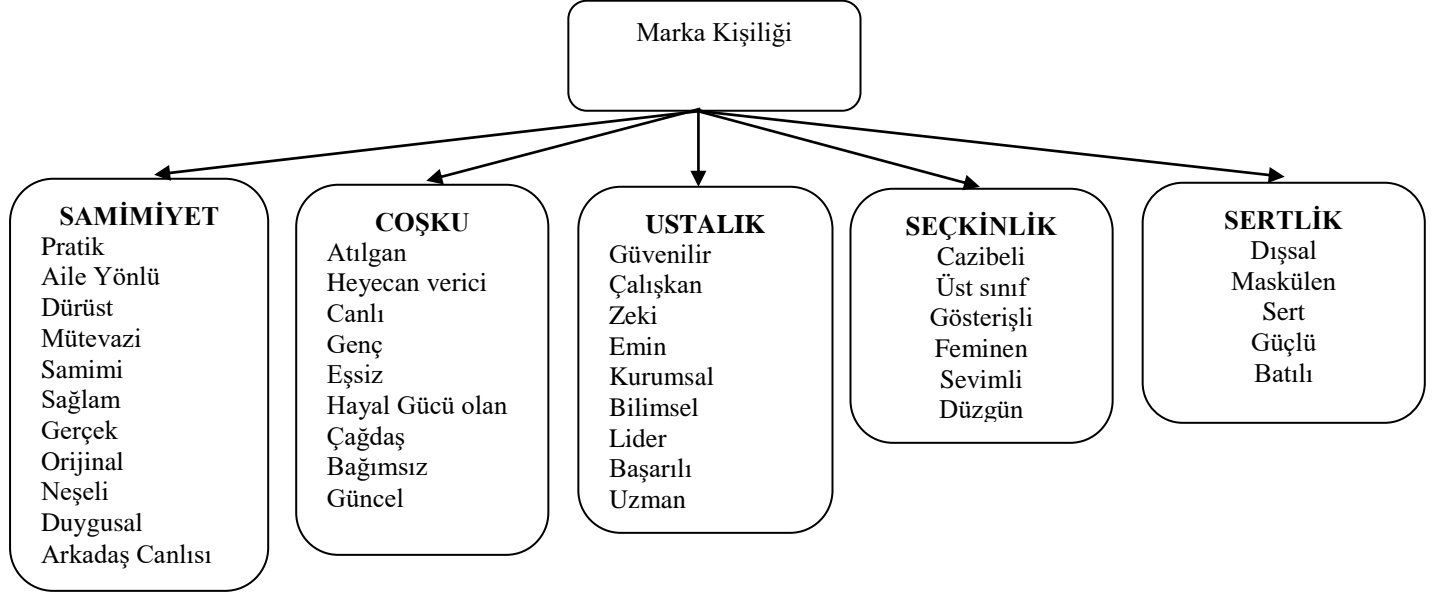 Marka Kişiliği
SAMİMİYET
Pratik
Aile Yönlü
Dürüst
Mütevazi
Samimi
Sağlam
Gerçek
Orijinal
Neşeli
Duygusal
Arkadaş Canlısı
COŞKU
Atılgan
Heyecan verici
Canlı
Genç
Eşsiz
Hayal Gücü olan
Çağdaş
Bağımsız
Güncel
USTALIK
Güvenilir
Çalışkan
Zeki
Emin
Kurumsal
Bilimsel
Lider
Başarılı
Uzman
SEÇKİNLİK
Cazibeli
Üst sınıf
Gösterişli
Feminen
Sevimli
Düzgün
SERTLİK
Dışsal
Maskülen
Sert
Güçlü
Batılı